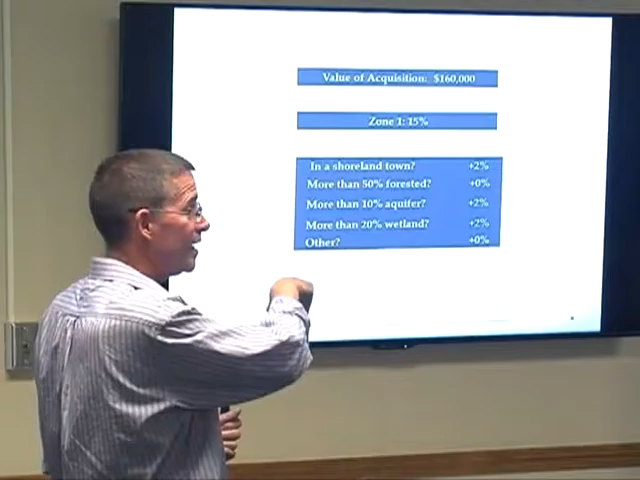 Value of Acquisition: $160,000
Zone 1: 15%
In a shoreland town? +2%
More than 50% forested? +0%
More than 10% aquifer? +2%
More than 20% wetland? +2%
Other? +0%